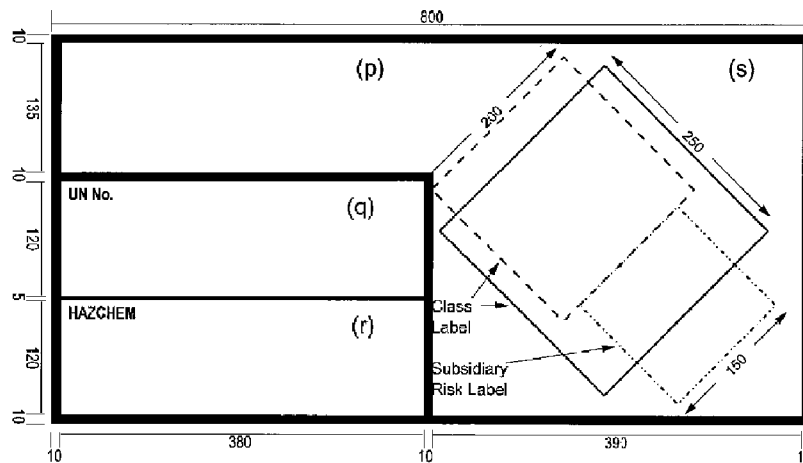 800
10
(p)
(s)
135
200
250
10
UN No.
(q)
120
5
HAZCHEM
(r)
Class
Label
120
Subsidiary
Risk Label
150
10
380
390
10
10
1